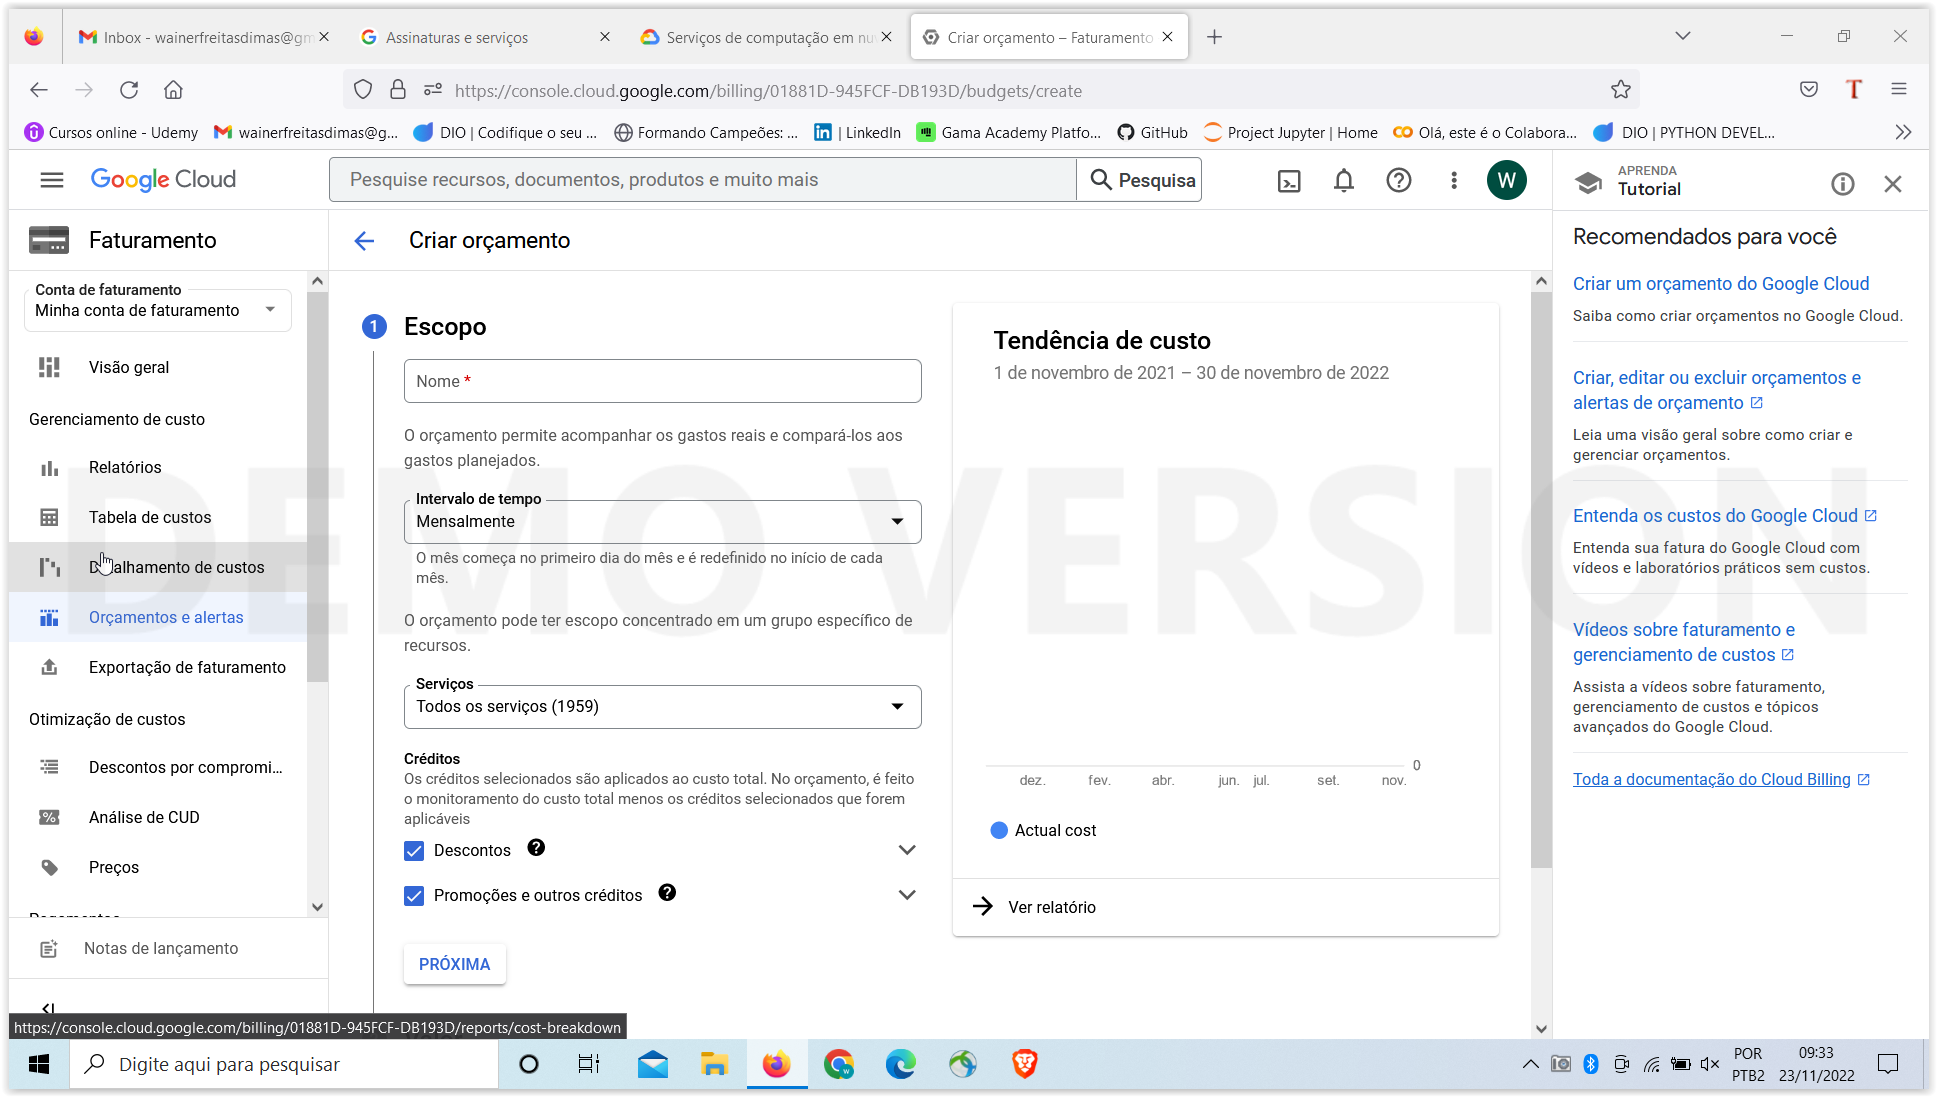 Inbox - wainerfreitasdimas@gm
Assinaturas e serviços
Serviços de computação em nuv
Criar orçamento – Faturamento
https://console.cloud.google.com/billing/01881D-945FCF-DB193D/budgets/create
Cursos online - Udemy
wainerfreitasdimas@g...
DIO | Codifique o seu ...
Formando Campeões: ...
| LinkedIn
Gama Academy Platfo...
GitHub
Project Jupyter | Home
Olá, este é o Colabora...
DIO | PYTHON DEVEL...
Google Cloud
Pesquise recursos, documentos, produtos e muito mais
Pesquisa
W
APRENDA
Tutorial
Faturamento
Conta de faturamento
Minha conta de faturamento
Visão geral
Gerenciamento de custo
Relatórios
Tabela de custos
Detalhamento de custos
Orçamentos e alertas
Exportação de faturamento
Otimização de custos
Descontos por compromi...
Análise de CUD
Preços
Pagamentos
Notas de lançamento
https://console.cloud.google.com/billing/01881D-945FCF-DB193D/reports/cost-breakdown
Criar orçamento
1
Escopo
Nome *
O orçamento permite acompanhar os gastos reais e compará-los aos
gastos planejados.
Intervalo de tempo
Mensalmente
O mês começa no primeiro dia do mês e é redefinido no início de cada
mês.
O orçamento pode ter escopo concentrado em um grupo específico de
recursos.
Serviços
Todos os serviços (1959)
Créditos
Os créditos selecionados são aplicados ao custo total. No orçamento, é feito
o monitoramento do custo total menos os créditos selecionados que forem
aplicáveis
Descontos
Promoções e outros créditos
PRÓXIMA
Tendência de custo
1 de novembro de 2021 – 30 de novembro de 2022
0
dez. fev. abr. jun. jul. set. nov.
Actual cost
Ver relatório
Recomendados para você
Criar um orçamento do Google Cloud
Saiba como criar orçamentos no Google Cloud.
Criar, editar ou excluir orçamentos e
alertas de orçamento
Leia uma visão geral sobre como criar e
gerenciar orçamentos.
Entenda os custos do Google Cloud
Entenda sua fatura do Google Cloud com
vídeos e laboratórios práticos sem custos.
Vídeos sobre faturamento e
gerenciamento de custos
Assista a vídeos sobre faturamento,
gerenciamento de custos e tópicos
avançados do Google Cloud.
Toda a documentação do Cloud Billing
DEMO VERSION
Digite aqui para pesquisar
POR
PTB2
09:33
23/11/2022